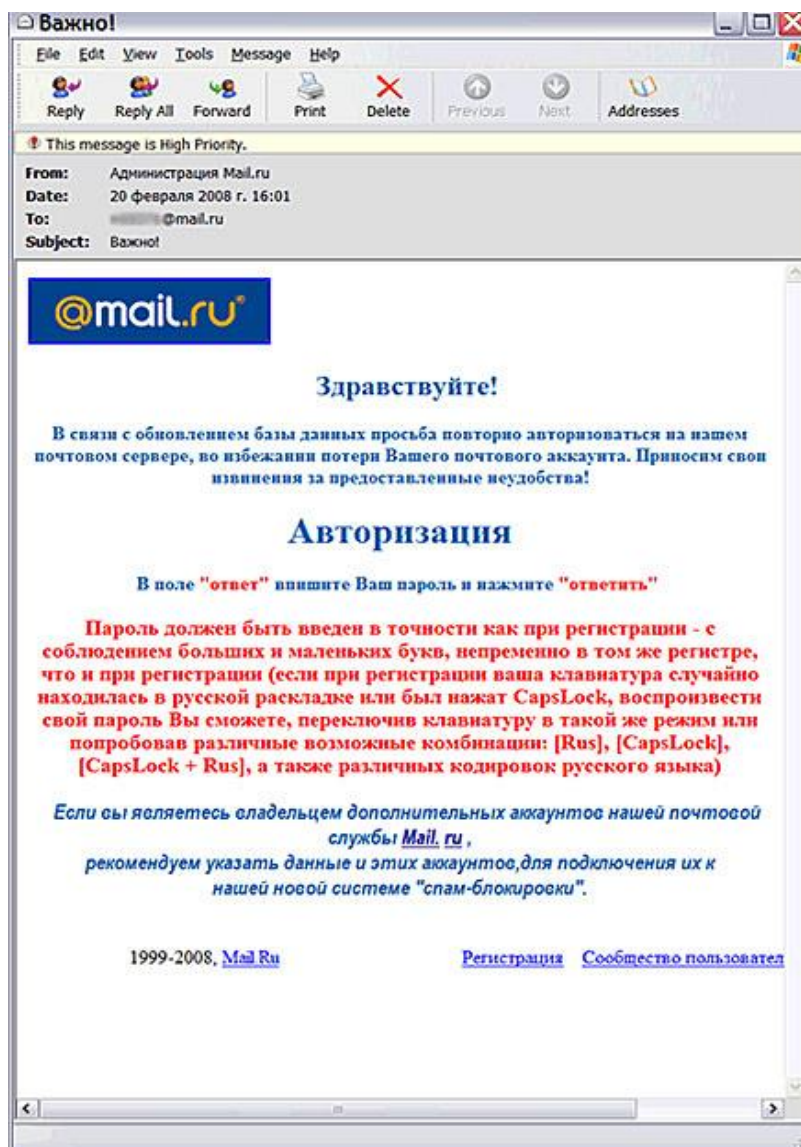 Важно!
File Edit View Tools Message Help
Reply Reply All Forward Print Delete Previous Next Addresses
This message is High Priority.
From: Администрация Mail.ru
Date: 20 февраля 2008 г. 16:01
To: @mail.ru
Subject: Важно!
@mail.ru®
Здравствуйте!
В связи с обновлением базы данных просьба повторно авторизоваться на нашем
почтовом сервере, во избежании потери Вашего почтового аккаунта. Приносим свои
извинения за предоставленные неудобства!
Авторизация
В поле "ответ" впишите Ваш пароль и нажмите "ответить"
Пароль должен быть введен в точности как при регистрации - с
соблюдением больших и маленьких букв, непременно в том же регистре,
что и при регистрации (если при регистрации ваша клавиатура случайно
находилась в русской раскладке или был нажат CapsLock, воспроизвести
свой пароль Вы сможете, переключив клавиатуру в такой же режим или
попробовав различные возможные комбинации: [Rus], [CapsLock],
[CapsLock + Rus], а также различных кодировок русского языка)
Если вы являетесь владельцем дополнительных аккаунтов нашей почтовой
службы Mail. ru ,
рекомендуем указать данные и этих аккаунтов,для подключения их к
нашей новой системе "спам-блокировки".
1999-2008, Mail.Ru Регистрация Сообщество пользовател